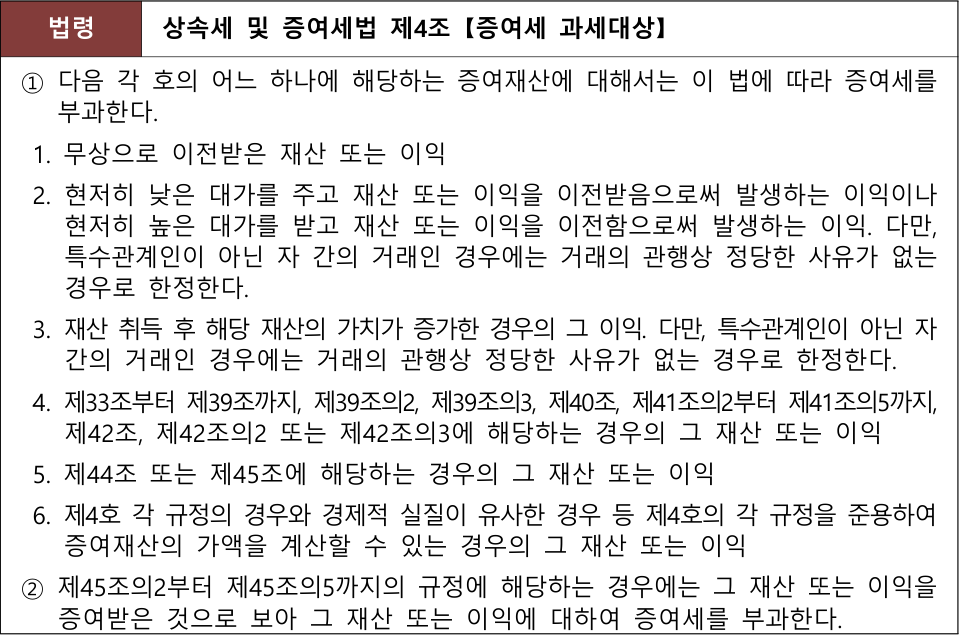 법령 상속세 및 증여세법 제4조【증여세 과세대상】
① 다음 각 호의 어느 하나에 해당하는 증여재산에 대해서는 이 법에 따라 증여세를
부과한다.
1. 무상으로 이전받은 재산 또는 이익
2. 현저히 낮은 대가를 주고 재산 또는 이익을 이전받음으로써 발생하는 이익이나
현저히 높은 대가를 받고 재산 또는 이익을 이전함으로써 발생하는 이익. 다만,
특수관계인이 아닌 자 간의 거래인 경우에는 거래의 관행상 정당한 사유가 없는
경우로 한정한다.
3. 재산 취득 후 해당 재산의 가치가 증가한 경우의 그 이익. 다만, 특수관계인이 아닌 자
간의 거래인 경우에는 거래의 관행상 정당한 사유가 없는 경우로 한정한다.
4. 제33조부터 제39조까지, 제39조의2, 제39조의3, 제40조, 제41조의2부터 제41조의5까지,
제42조, 제42조의2 또는 제42조의3에 해당하는 경우의 그 재산 또는 이익
5. 제44조 또는 제45조에 해당하는 경우의 그 재산 또는 이익
6. 제4호 각 규정의 경우와 경제적 실질이 유사한 경우 등 제4호의 각 규정을 준용하여
증여재산의 가액을 계산할 수 있는 경우의 그 재산 또는 이익
② 제45조의2부터 제45조의5까지의 규정에 해당하는 경우에는 그 재산 또는 이익을
증여받은 것으로 보아 그 재산 또는 이익에 대하여 증여세를 부과한다.